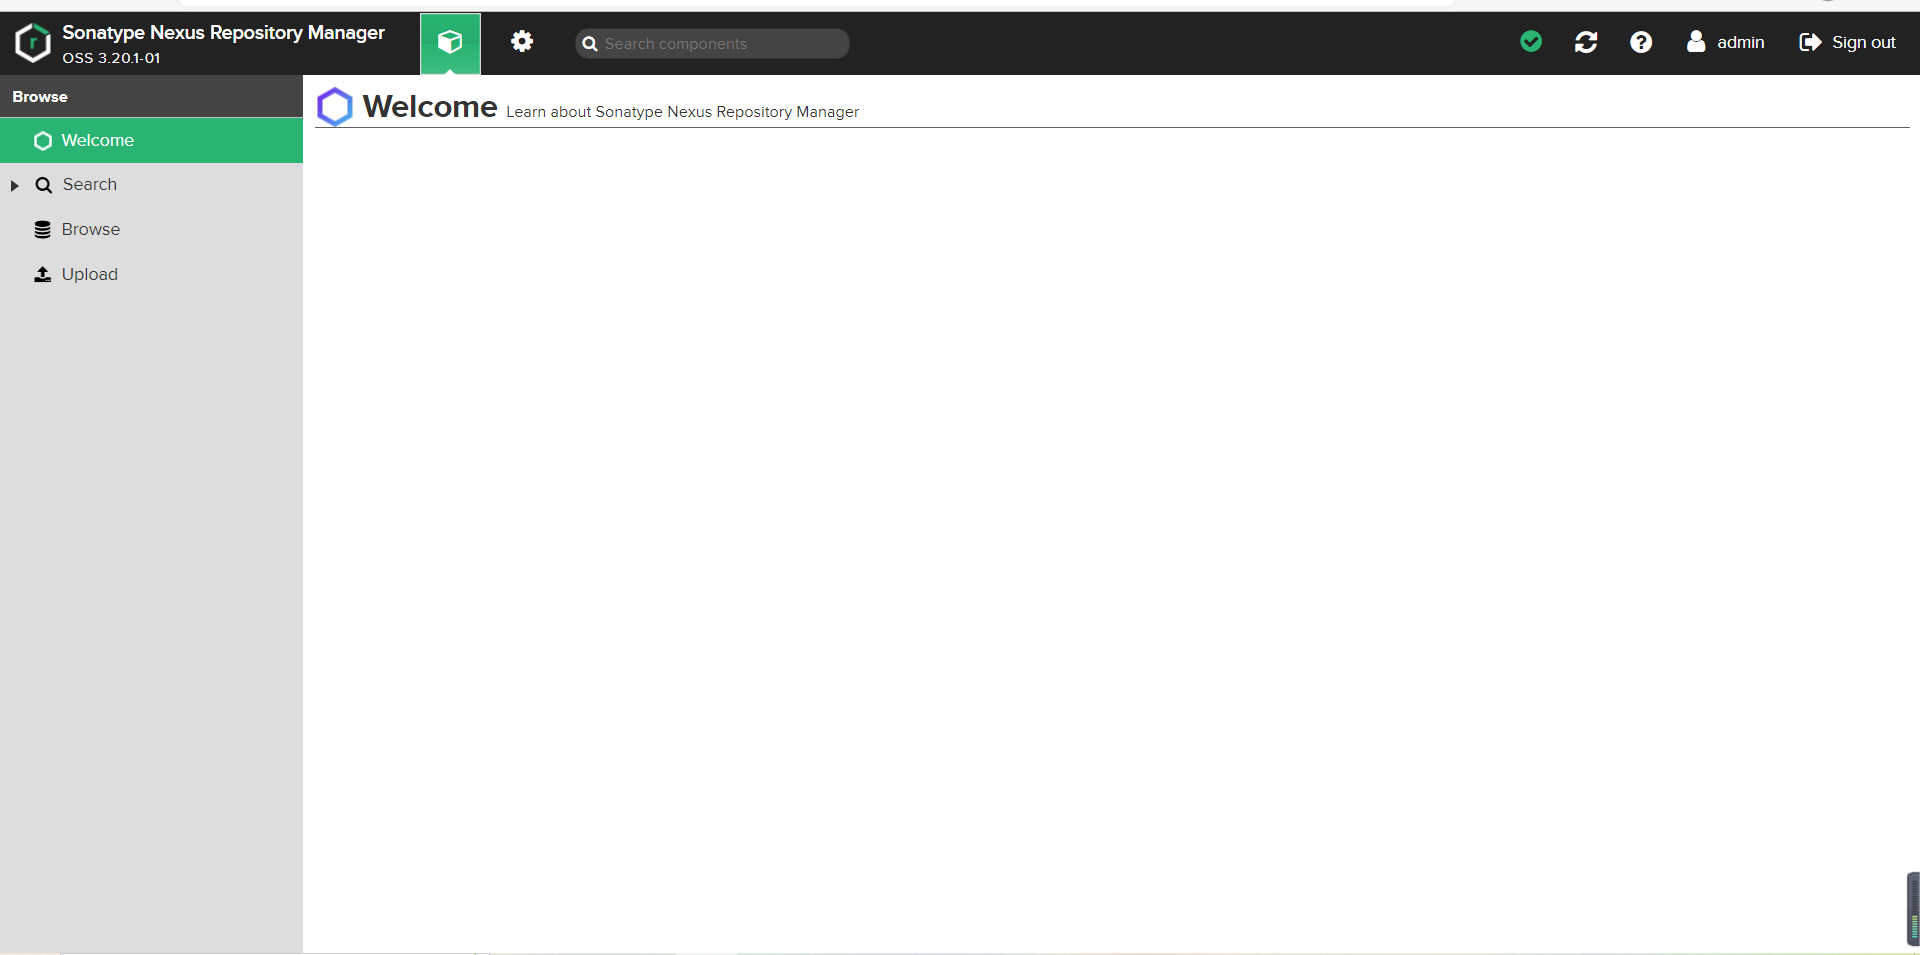 Sonatype Nexus Repository Manager
OSS 3.20.1-01
Search components
admin
Sign out
Browse
Welcome
Search
Browse
Upload
Welcome Learn about Sonatype Nexus Repository Manager